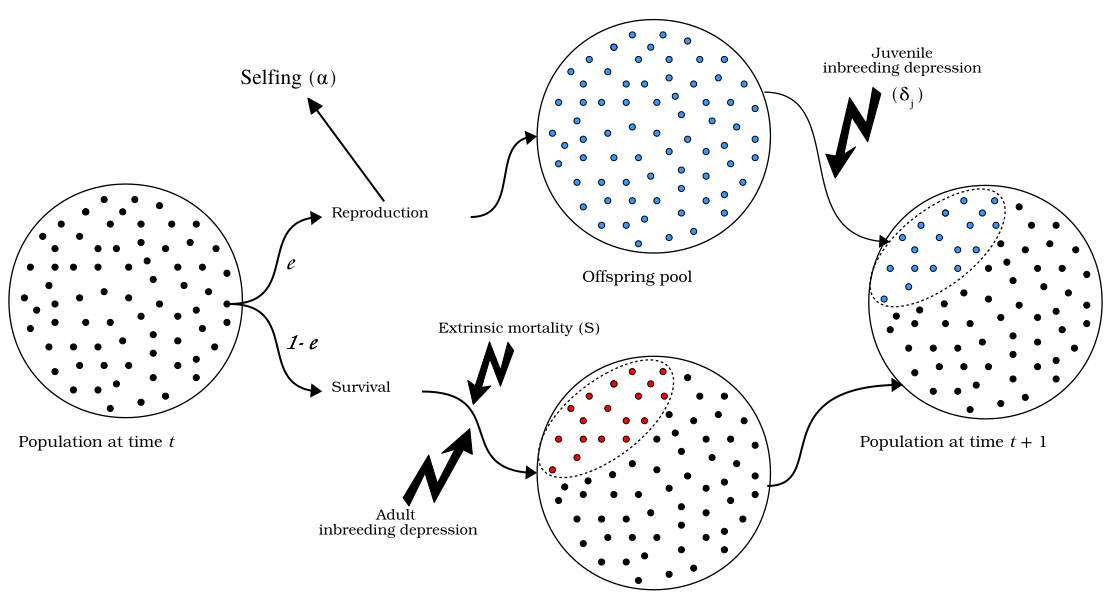 Selfing (α)
Juvenile
inbreeding depression
(δj)
Reproduction
e
Offspring pool
Extrinsic mortality (S)
1- e
Survival
Population at time t
Population at time t + 1
Adult
inbreeding depression